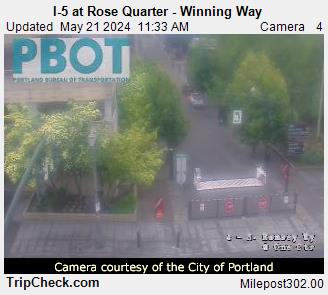 I-5 at Rose Quarter - Winning Way
Updated May 21 2024 11:33 AM Camera 4
PBOT
PORTLAND BUREAU OF TRANSPORTATION
Camera courtesy of the City of Portland
TripCheck.com Milepost302.00